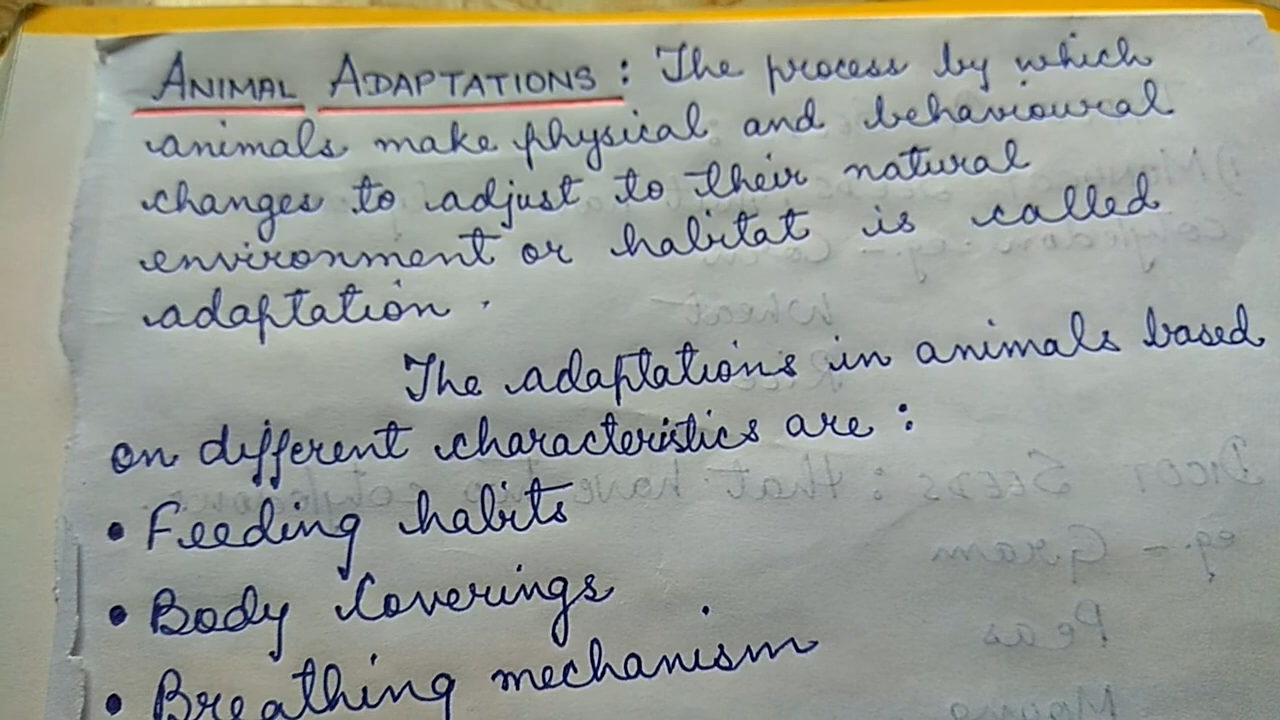 ANIMAL ADAPTATIONS : The process by which
animals make physical and behavioural
changes to adjust to their natural
environment or habitat is called
adaptation .
The adaptations in animals based
on different characteristics are :
• Feeding habits
• Body Coverings
• Breathing mechanism